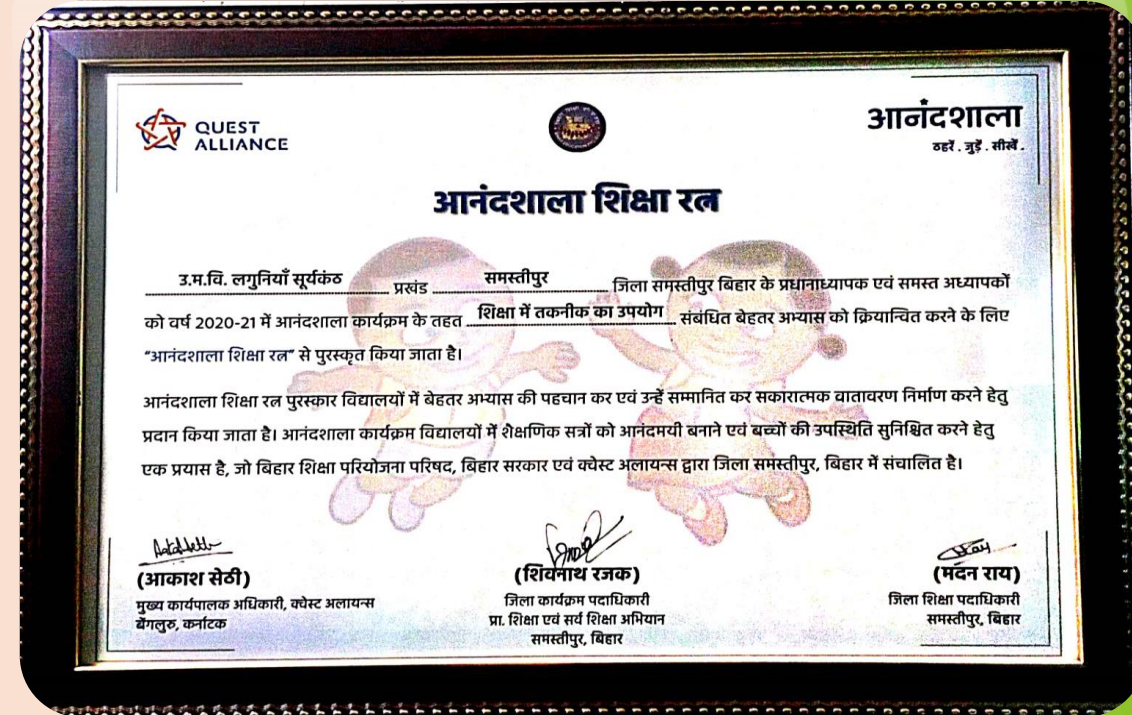 QUEST
ALLIANCE
आनंदशाला
ठहरें . जुड़ें . सीखें .
आनंदशाला शिक्षा रत्न
उ.म.वि. लगुनियाँ सूर्यकंठ प्रखंड समस्तीपुर जिला समस्तीपुर बिहार के प्रधानाध्यापक एवं समस्त अध्यापकों
को वर्ष 2020-21 में आनंदशाला कार्यक्रम के तहत शिक्षा में तकनीक का उपयोग संबंधित बेहतर अभ्यास को क्रियान्वित करने के लिए
"आनंदशाला शिक्षा रत्न" से पुरस्कृत किया जाता है।
आनंदशाला शिक्षा रत्न पुरस्कार विद्यालयों में बेहतर अभ्यास की पहचान कर एवं उन्हें सम्मानित कर सकारात्मक वातावरण निर्माण करने हेतु
प्रदान किया जाता है। आनंदशाला कार्यक्रम विद्यालयों में शैक्षणिक सत्रों को आनंदमयी बनाने एवं बच्चों की उपस्थिति सुनिश्चित करने हेतु
एक प्रयास है, जो बिहार शिक्षा परियोजना परिषद, बिहार सरकार एवं क्वेस्ट अलायन्स द्वारा जिला समस्तीपुर, बिहार में संचालित है।
(आकाश सेठी)
मुख्य कार्यपालक अधिकारी, क्वेस्ट अलायन्स
बेंगलुरु, कर्नाटक
(शिवनाथ रजक)
जिला कार्यक्रम पदाधिकारी
प्रा. शिक्षा एवं सर्व शिक्षा अभियान
समस्तीपुर, बिहार
(मदन राय)
जिला शिक्षा पदाधिकारी
समस्तीपुर, बिहार